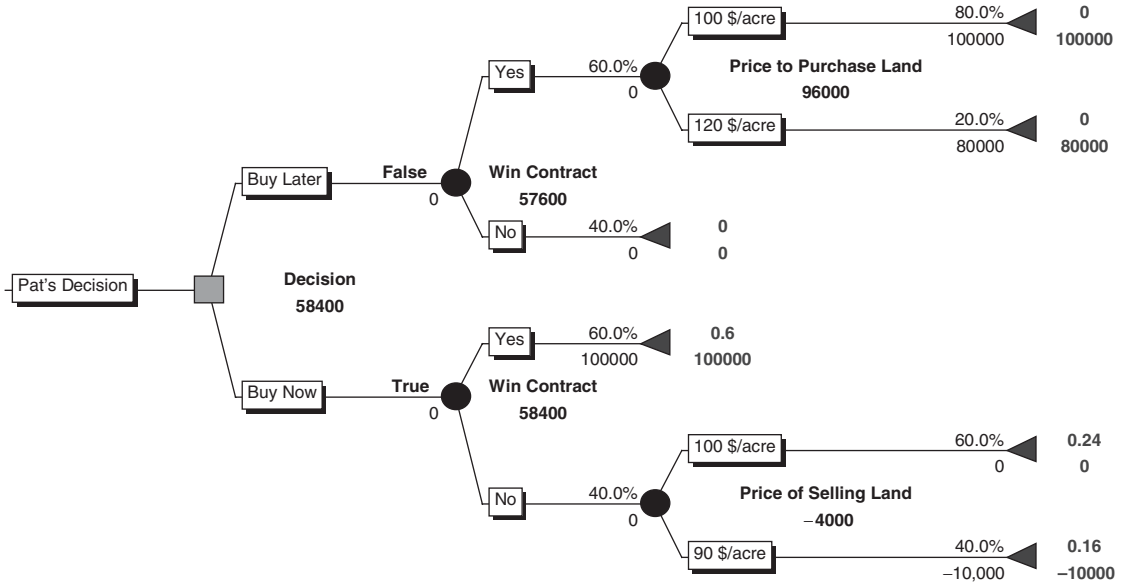 100 $/acre 80.0% 0
100000 100000
Yes 60.0% Price to Purchase Land
0 96000
120 $/acre 20.0% 0
80000 80000
Buy Later False Win Contract
0 57600
No 40.0% 0
0 0
Pat's Decision Decision
58400
Yes 60.0% 0.6
100000 100000
Buy Now True Win Contract
0 58400
100 $/acre 60.0% 0.24
0 0
No 40.0% Price of Selling Land
0 −4000
90 $/acre 40.0% 0.16
−10,000 −10000